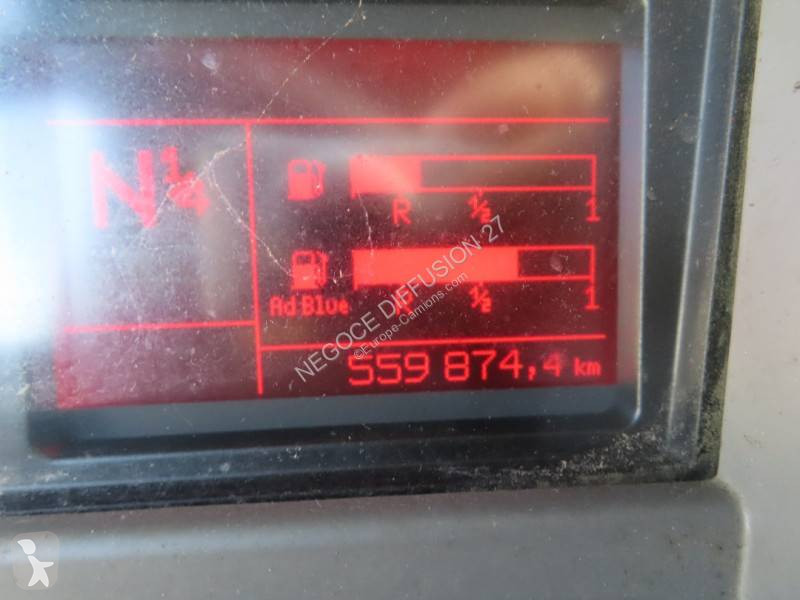 N¼
R ½ 1
Ad Blue
R ½ 1
559 874,4 km
NEGOCE DIFFUSION 27
©Europe-Camions.com